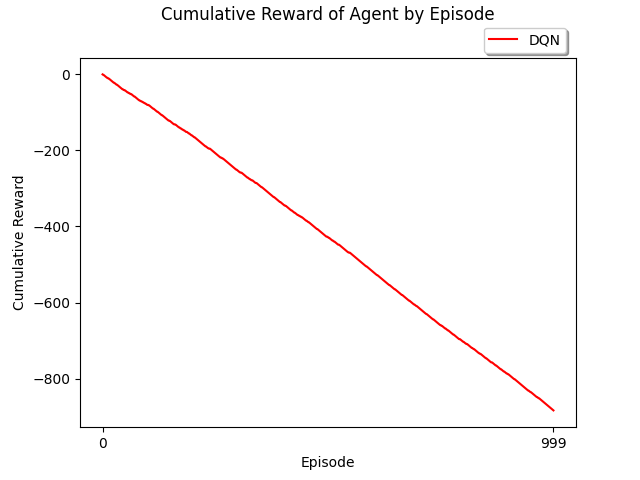 Cumulative Reward of Agent by Episode
DQN
0
−200
−400
−600
−800
Cumulative Reward
0
999
Episode